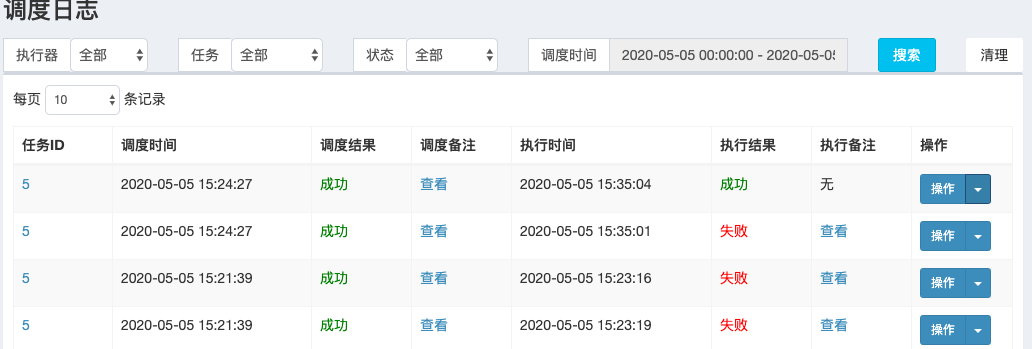 调度日志
执行器 全部 任务 全部 状态 全部 调度时间 2020-05-05 00:00:00 - 2020-05-05 搜索 清理
每页 10 条记录
任务ID 调度时间 调度结果 调度备注 执行时间 执行结果 执行备注 操作
5 2020-05-05 15:24:27 成功 查看 2020-05-05 15:35:04 成功 无 操作
5 2020-05-05 15:24:27 成功 查看 2020-05-05 15:35:01 失败 查看 操作
5 2020-05-05 15:21:39 成功 查看 2020-05-05 15:23:16 失败 查看 操作
5 2020-05-05 15:21:39 成功 查看 2020-05-05 15:23:19 失败 查看 操作